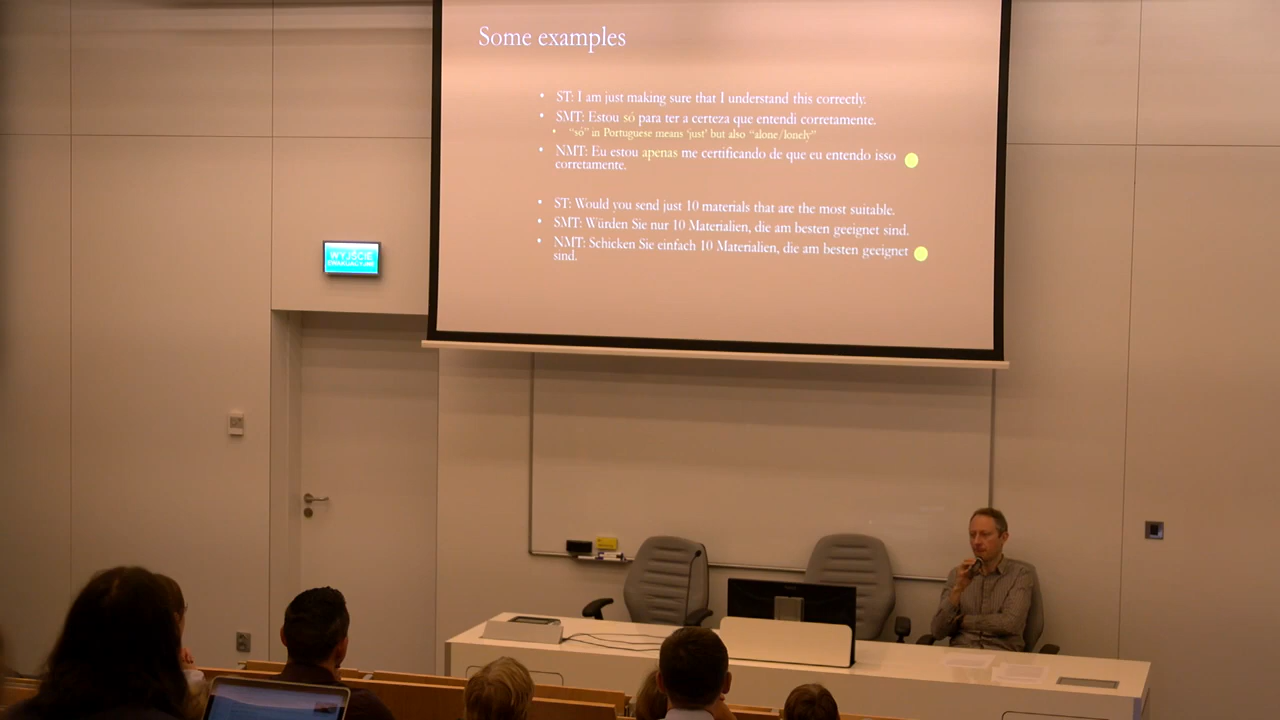 Some examples
• ST: I am just making sure that I understand this correctly.
• SMT: Estou só para ter a certeza que entendi corretamente.
• “só” in Portuguese means ‘just’ but also “alone/lonely”
• NMT: Eu estou apenas me certificando de que eu entendo isso
corretamente.
• ST: Would you send just 10 materials that are the most suitable.
• SMT: Würden Sie nur 10 Materialien, die am besten geeignet sind.
• NMT: Schicken Sie einfach 10 Materialien, die am besten geeignet
sind.
WYJŚCIE